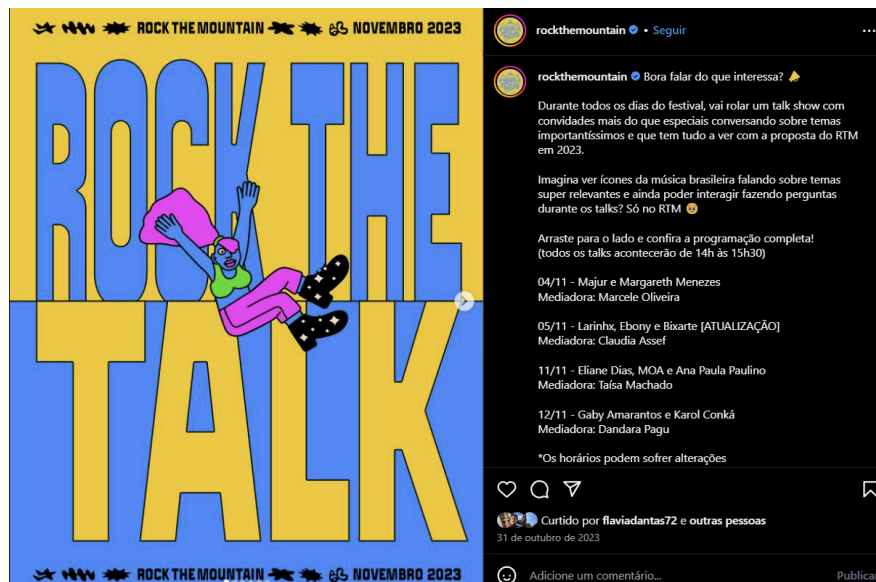 ROCK THE MOUNTAIN NOVEMBRO 2023
ROCK THE
TALK
ROCK THE MOUNTAIN NOVEMBRO 2023
rockthemountain • Seguir
rockthemountain Bora falar do que interessa?
Durante todos os dias do festival, vai rolar um talk show com
convidades mais do que especiais conversando sobre temas
importantíssimos e que tem tudo a ver com a proposta do RTM
em 2023.
Imagina ver ícones da música brasileira falando sobre temas
super relevantes e ainda poder interagir fazendo perguntas
durante os talks? Só no RTM
Arraste para o lado e confira a programação completa!
(todos os talks acontecerão de 14h às 15h30)
04/11 - Majur e Margareth Menezes
Mediadora: Marcele Oliveira
05/11 - Larinhx, Ebony e Bixarte [ATUALIZAÇÃO]
Mediadora: Claudia Assef
11/11 - Eliane Dias, MOA e Ana Paula Paulino
Mediadora: Taísa Machado
12/11 - Gaby Amarantos e Karol Conká
Mediadora: Dandara Pagu
*Os horários podem sofrer alterações
Curtido por flaviadantas72 e outras pessoas
31 de outubro de 2023
Adicione um comentário... Publicar